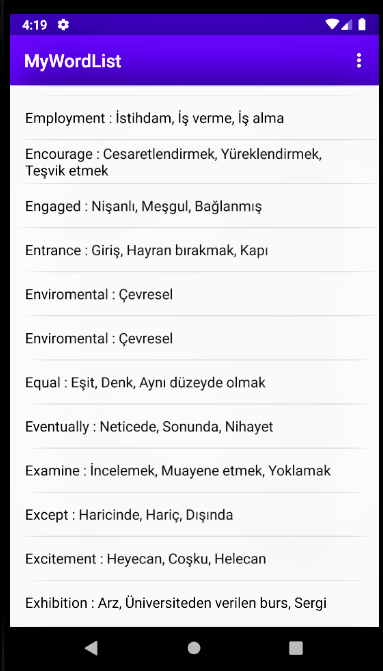 4:19
MyWordList
Employment : İstihdam, İş verme, İş alma
Encourage : Cesaretlendirmek, Yüreklendirmek,
Teşvik etmek
Engaged : Nişanlı, Meşgul, Bağlanmış
Entrance : Giriş, Hayran bırakmak, Kapı
Enviromental : Çevresel
Enviromental : Çevresel
Equal : Eşit, Denk, Aynı düzeyde olmak
Eventually : Neticede, Sonunda, Nihayet
Examine : İncelemek, Muayene etmek, Yoklamak
Except : Haricinde, Hariç, Dışında
Excitement : Heyecan, Coşku, Helecan
Exhibition : Arz, Üniversiteden verilen burs, Sergi